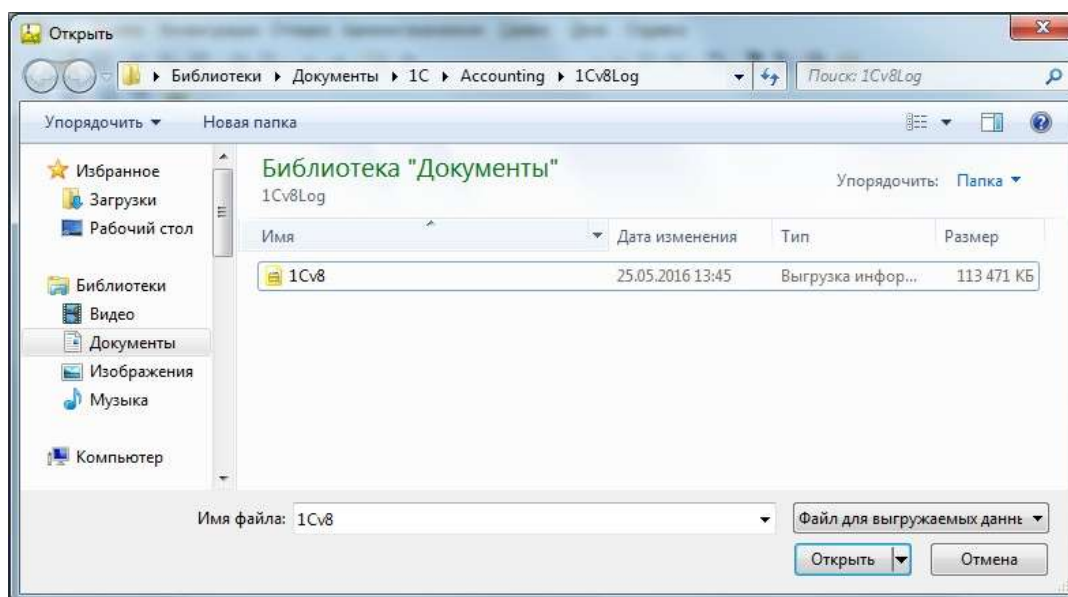 Открыть
Библиотеки Документы 1С Accounting 1Cv8Log
Поиск: 1Cv8Log
Упорядочить Новая папка
Избранное
Загрузки
Рабочий стол
Библиотеки
Видео
Документы
Изображения
Музыка
Компьютер
Библиотека "Документы"
1Cv8Log
Упорядочить: Папка
Имя Дата изменения Тип Размер
1Cv8 25.05.2016 13:45 Выгрузка инфор... 113 471 КБ
Имя файла: 1Cv8
Файл для выгружаемых даннь
Открыть Отмена